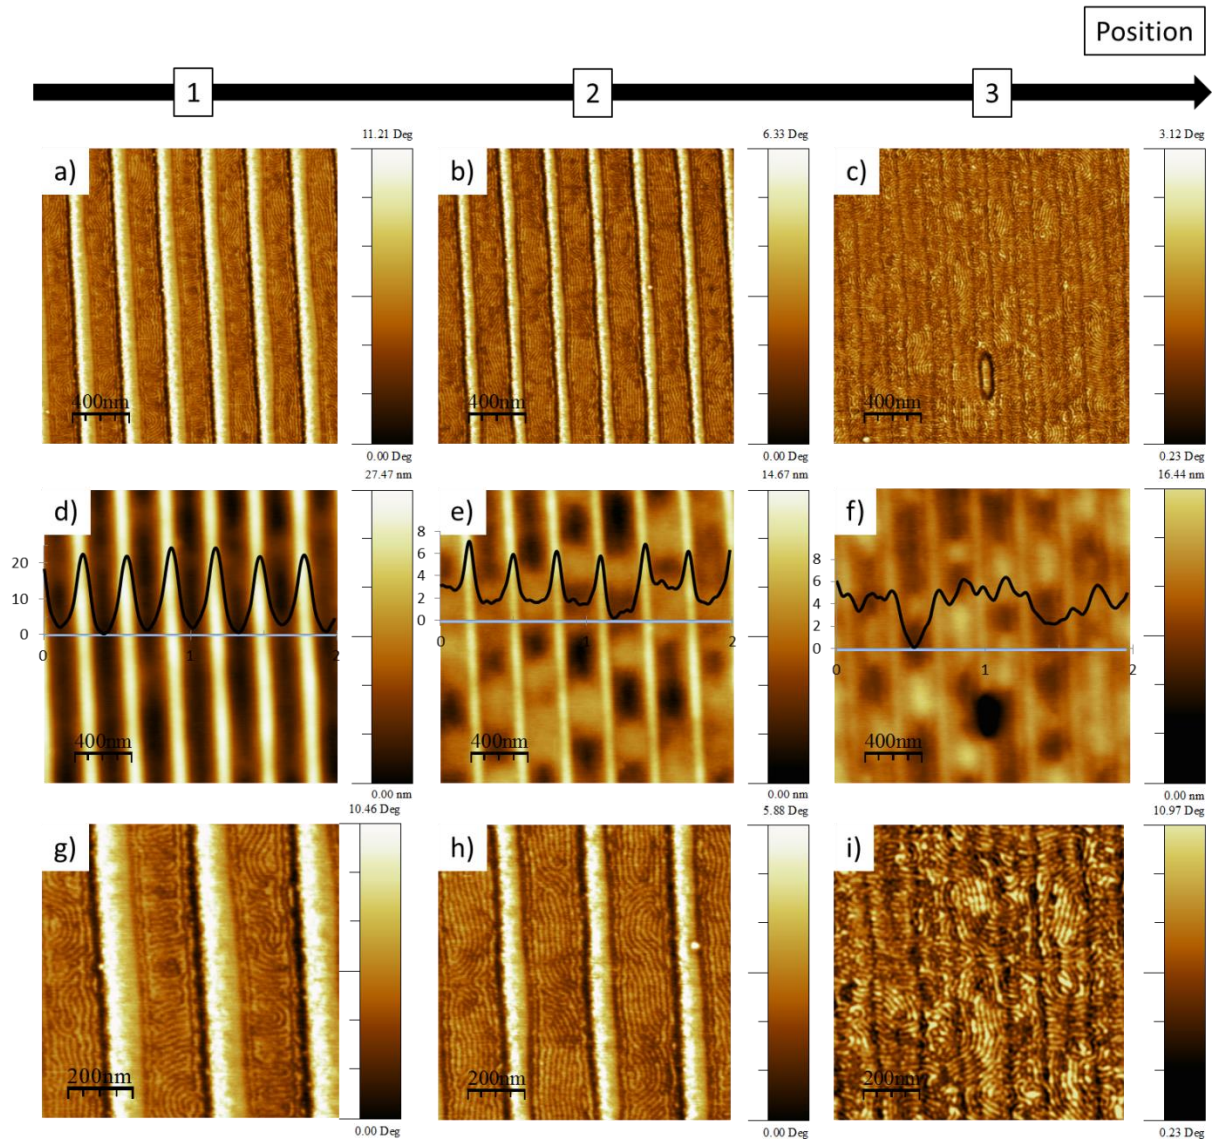 Position
1 2 3
11.21 Deg 6.33 Deg 3.12 Deg
a) b) c)
400nm 400nm 400nm
0.00 Deg 0.00 Deg 0.23 Deg
27.47 nm 14.67 nm 16.44 nm
d) e) f)
20 8 8
10 6 6
0 4 4
2 2
0 0
0 1 2 0 1 2 0 1 2
400nm 400nm 400nm
0.00 nm 0.00 nm 0.00 nm
10.46 Deg 5.88 Deg 10.97 Deg
g) h) i)
200nm 200nm 200nm
0.00 Deg 0.00 Deg 0.23 Deg